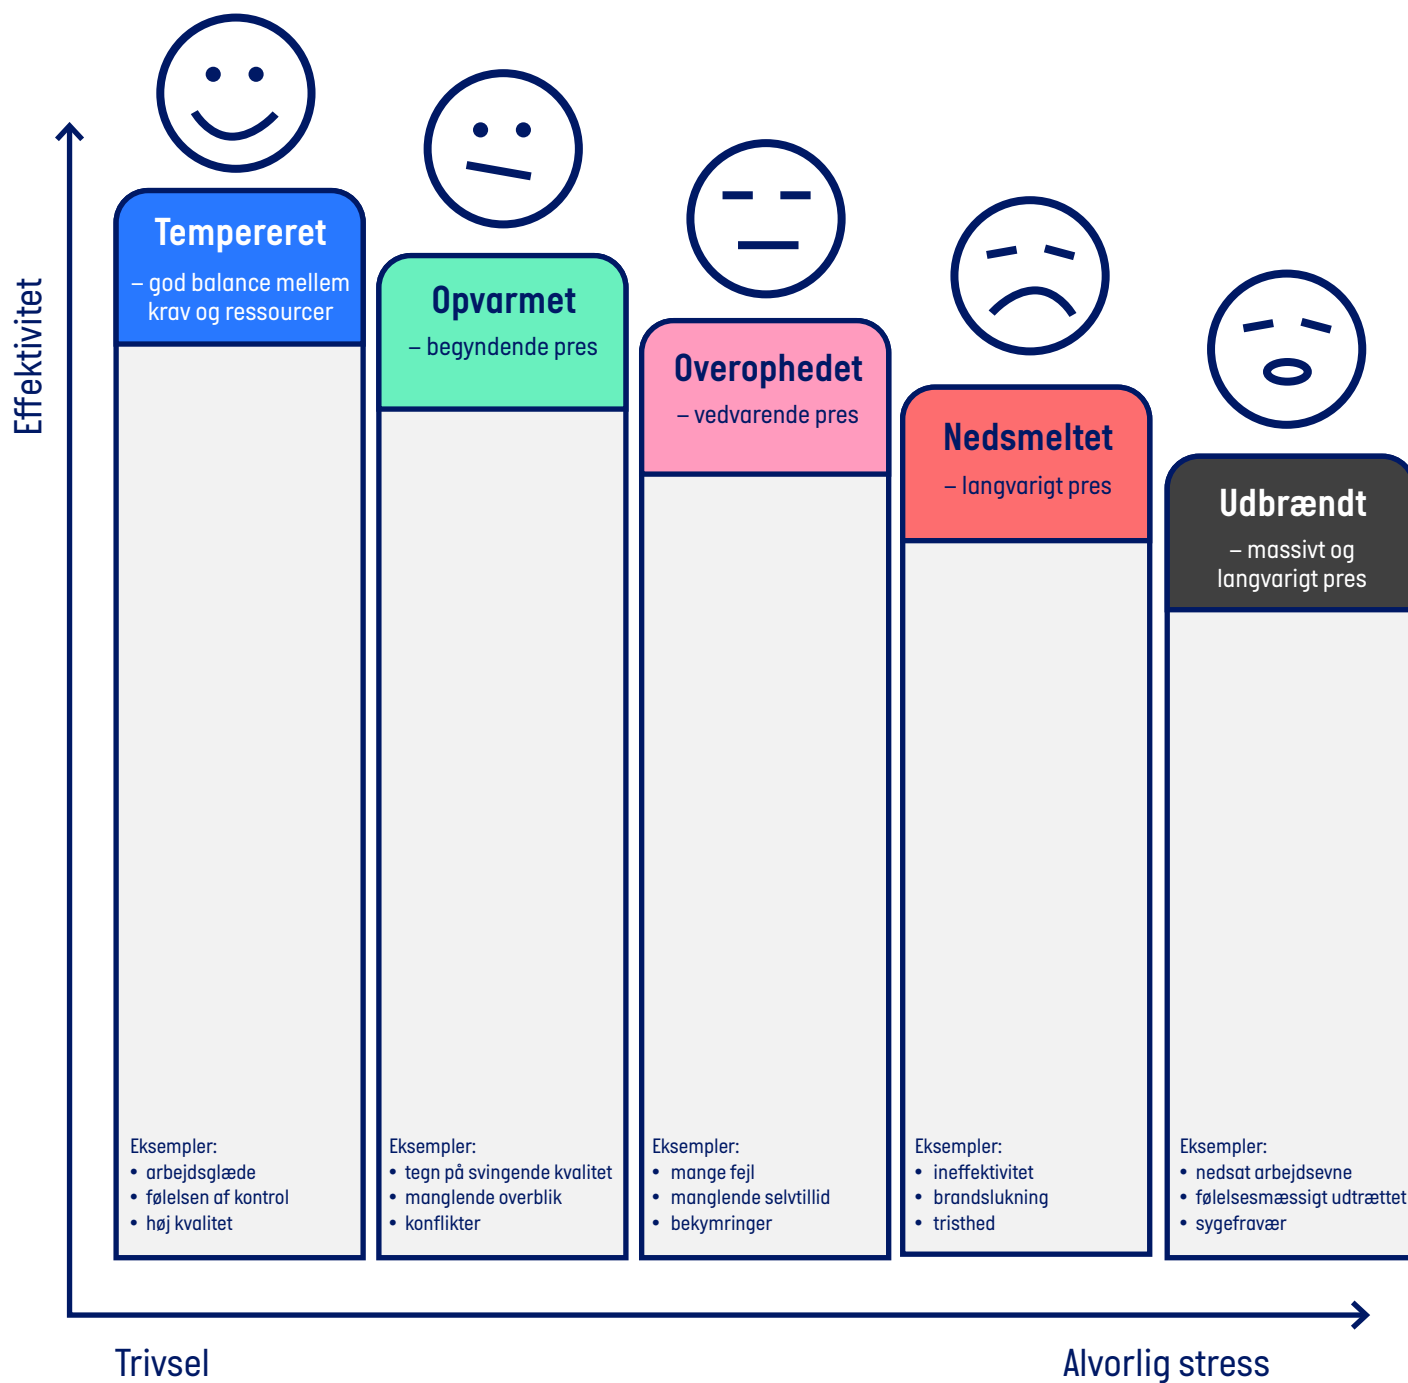 Effektivitet
Tempereret
– god balance mellem
krav og ressourcer
Eksempler:
• arbejdsglæde
• følelsen af kontrol
• høj kvalitet
Opvarmet
– begyndende pres
Eksempler:
• tegn på svingende kvalitet
• manglende overblik
• konflikter
Overophedet
– vedvarende pres
Eksempler:
• mange fejl
• manglende selvtillid
• bekymringer
Nedsmeltet
– langvarigt pres
Eksempler:
• ineffektivitet
• brandslukning
• tristhed
Udbrændt
– massivt og
langvarigt pres
Eksempler:
• nedsat arbejdsevne
• følelsesmæssigt udtrættet
• sygefravær
Trivsel
Alvorlig stress